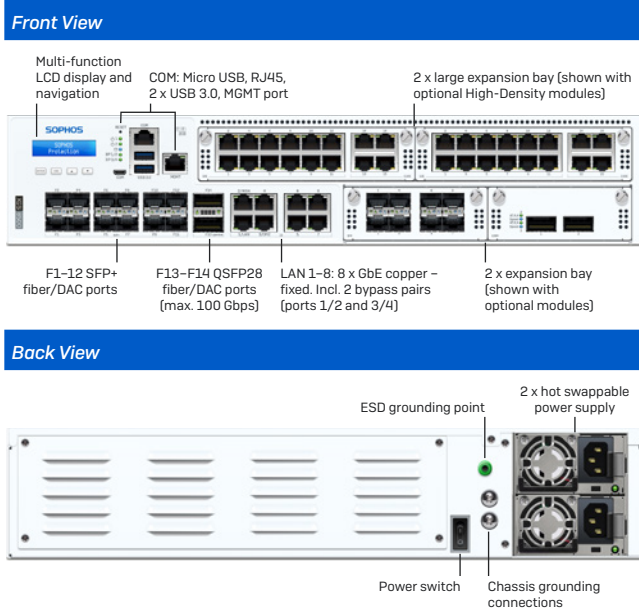 Front View
Multi-function
LCD display and
navigation
COM: Micro USB, RJ45,
2 x USB 3.0, MGMT port
2 x large expansion bay (shown with
optional High-Density modules)
SOPHOS
SOPHOS
Protection
F1–12 SFP+
fiber/DAC ports
F13–F14 QSFP28
fiber/DAC ports
(max. 100 Gbps)
LAN 1–8: 8 x GbE copper –
fixed. Incl. 2 bypass pairs
(ports 1/2 and 3/4)
2 x expansion bay
(shown with
optional modules)
Back View
ESD grounding point
2 x hot swappable
power supply
Power switch
Chassis grounding
connections